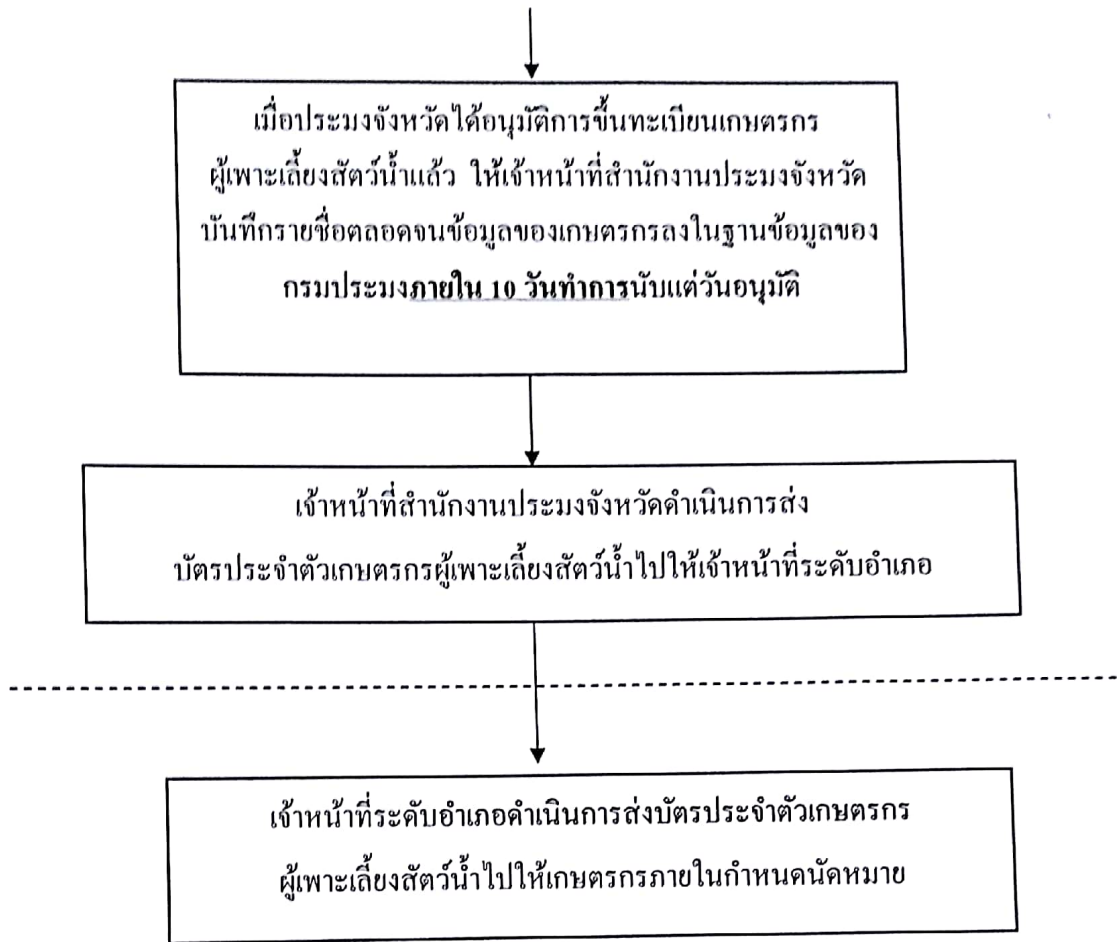 เมื่อประมงจังหวัดได้อนุมัติการขึ้นทะเบียนเกษตรกร
ผู้เพาะเลี้ยงสัตว์น้ำแล้ว ให้เจ้าหน้าที่สำนักงานประมงจังหวัด
บันทึกรายชื่อตลอดจนข้อมูลของเกษตรกรลงในฐานข้อมูลของ
กรมประมงภายใน 10 วันทำการนับแต่วันอนุมัติ
เจ้าหน้าที่สำนักงานประมงจังหวัดดำเนินการส่ง
บัตรประจำตัวเกษตรกรผู้เพาะเลี้ยงสัตว์น้ำไปให้เจ้าหน้าที่ระดับอำเภอ
เจ้าหน้าที่ระดับอำเภอดำเนินการส่งบัตรประจำตัวเกษตรกร
ผู้เพาะเลี้ยงสัตว์น้ำไปให้เกษตรกรภายในกำหนดนัดหมาย